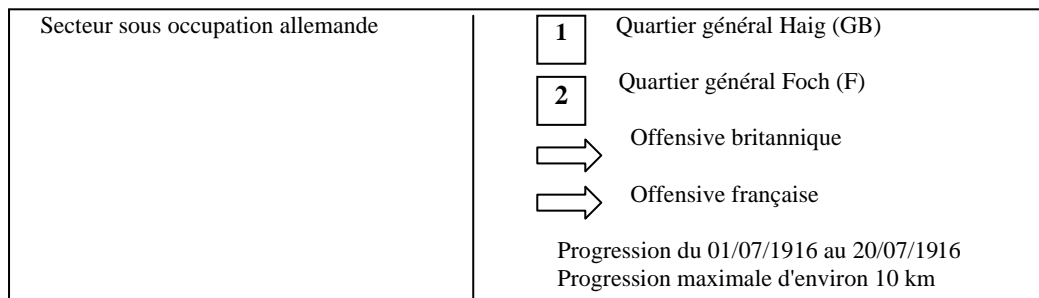 Secteur sous occupation allemande
1 Quartier général Haig (GB)
2 Quartier général Foch (F)
Offensive britannique
Offensive française
Progression du 01/07/1916 au 20/07/1916
Progression maximale d'environ 10 km